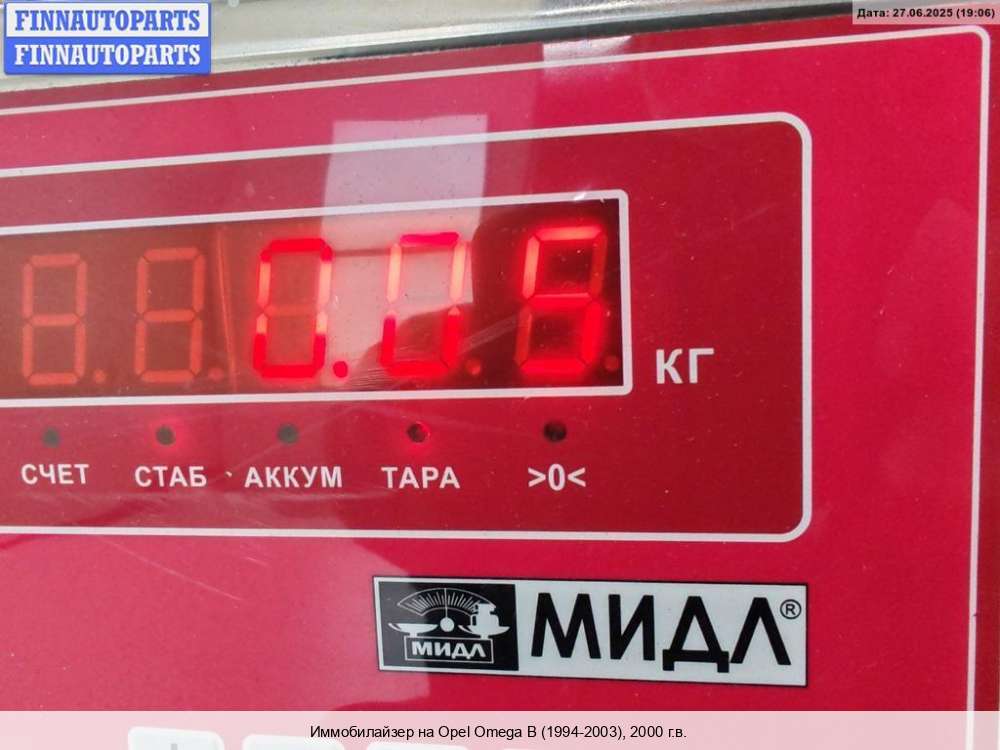 FINNAUTOPARTS
FINNAUTOPARTS
Дата: 27.06.2025 (19:06)
0.05
КГ
СЧЕТ СТАБ АККУМ ТАРА >0<
МИДЛ
МИДЛ®
Иммобилайзер на Opel Omega B (1994-2003), 2000 г.в.